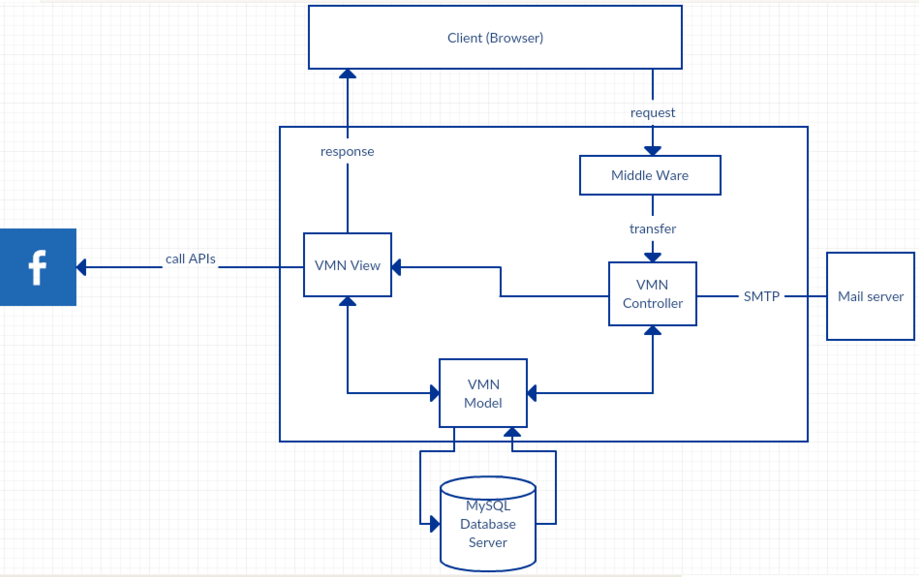 Client (Browser)
request
response
Middle Ware
transfer
f
call APIs
VMN View
VMN
Controller
SMTP
Mail server
VMN
Model
MySQL
Database
Server